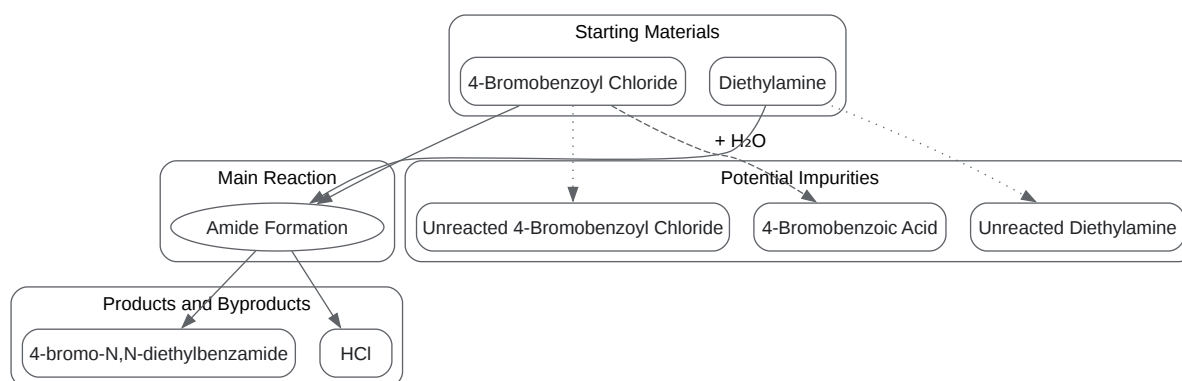 Starting Materials
4-Bromobenzoyl Chloride
Diethylamine
+ H₂O
Main Reaction
Potential Impurities
Amide Formation
Unreacted 4-Bromobenzoyl Chloride
4-Bromobenzoic Acid
Unreacted Diethylamine
Products and Byproducts
4-bromo-N,N-diethylbenzamide
HCl